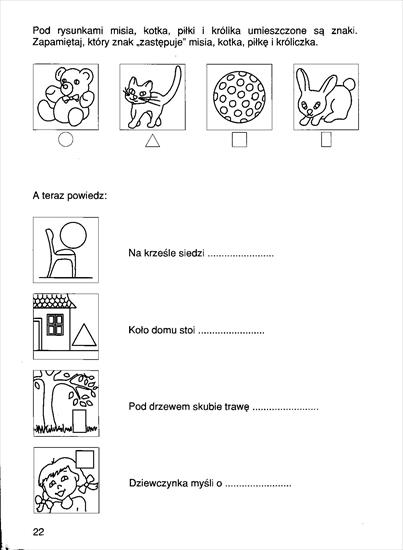 Pod rysunkami misia, kotka, piłki i królika umieszczone są znaki.
Zapamiętaj, który znak „zastępuje" misia, kotka, piłkę i króliczka.
A teraz powiedz:
Na krześle siedzi .......................
Koło domu stoi .......................
Pod drzewem skubie trawę .......................
Dziewczynka myśli o .......................
22